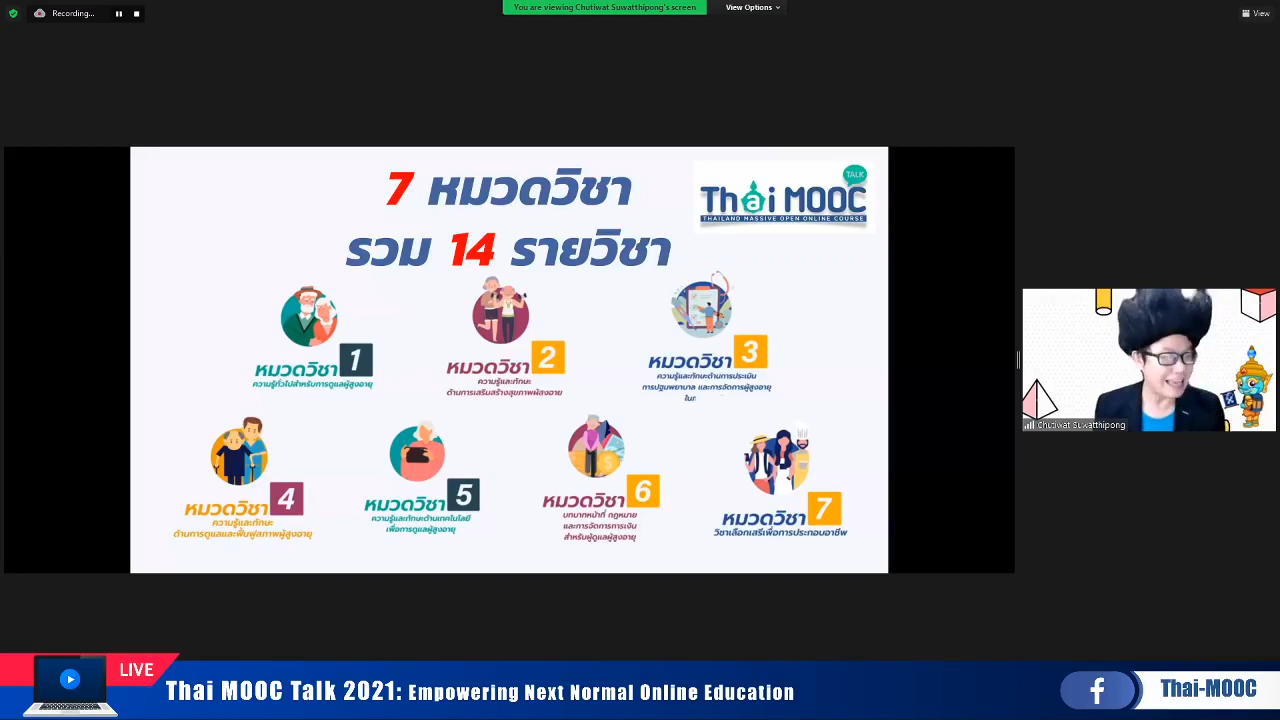 Recording...
You are viewing Chutiwat Suwatthipong's screen
View Options
View
7 หมวดวิชา
รวม 14 รายวิชา
TALK
Thai MOOC
THAILAND MASSIVE OPEN ONLINE COURSE
หมวดวิชา 1
ความรู้ทั่วไปสำหรับการดูแลผู้สูงอายุ
หมวดวิชา 2
ความรู้และทักษะ
ด้านการเสริมสร้างสุขภาพผู้สูงอายุ
หมวดวิชา 3
ความรู้และทักษะด้านการประเมิน
การปฐมพยาบาล และการจัดการผู้สูงอายุ
หมวดวิชา 4
ความรู้และทักษะ
ด้านการดูแลและฟื้นฟูสภาพผู้สูงอายุ
หมวดวิชา 5
ความรู้และทักษะด้านเทคโนโลยี
เพื่อการดูแลผู้สูงอายุ
หมวดวิชา 6
บทบาทหน้าที่ กฎหมาย
และการจัดการการเงิน
สำหรับผู้ดูแลผู้สูงอายุ
หมวดวิชา 7
วิชาเลือกเสรีเพื่อการประกอบอาชีพ
Chutiwat Suwatthipong
LIVE
Thai MOOC Talk 2021: Empowering Next Normal Online Education
Thai-MOOC